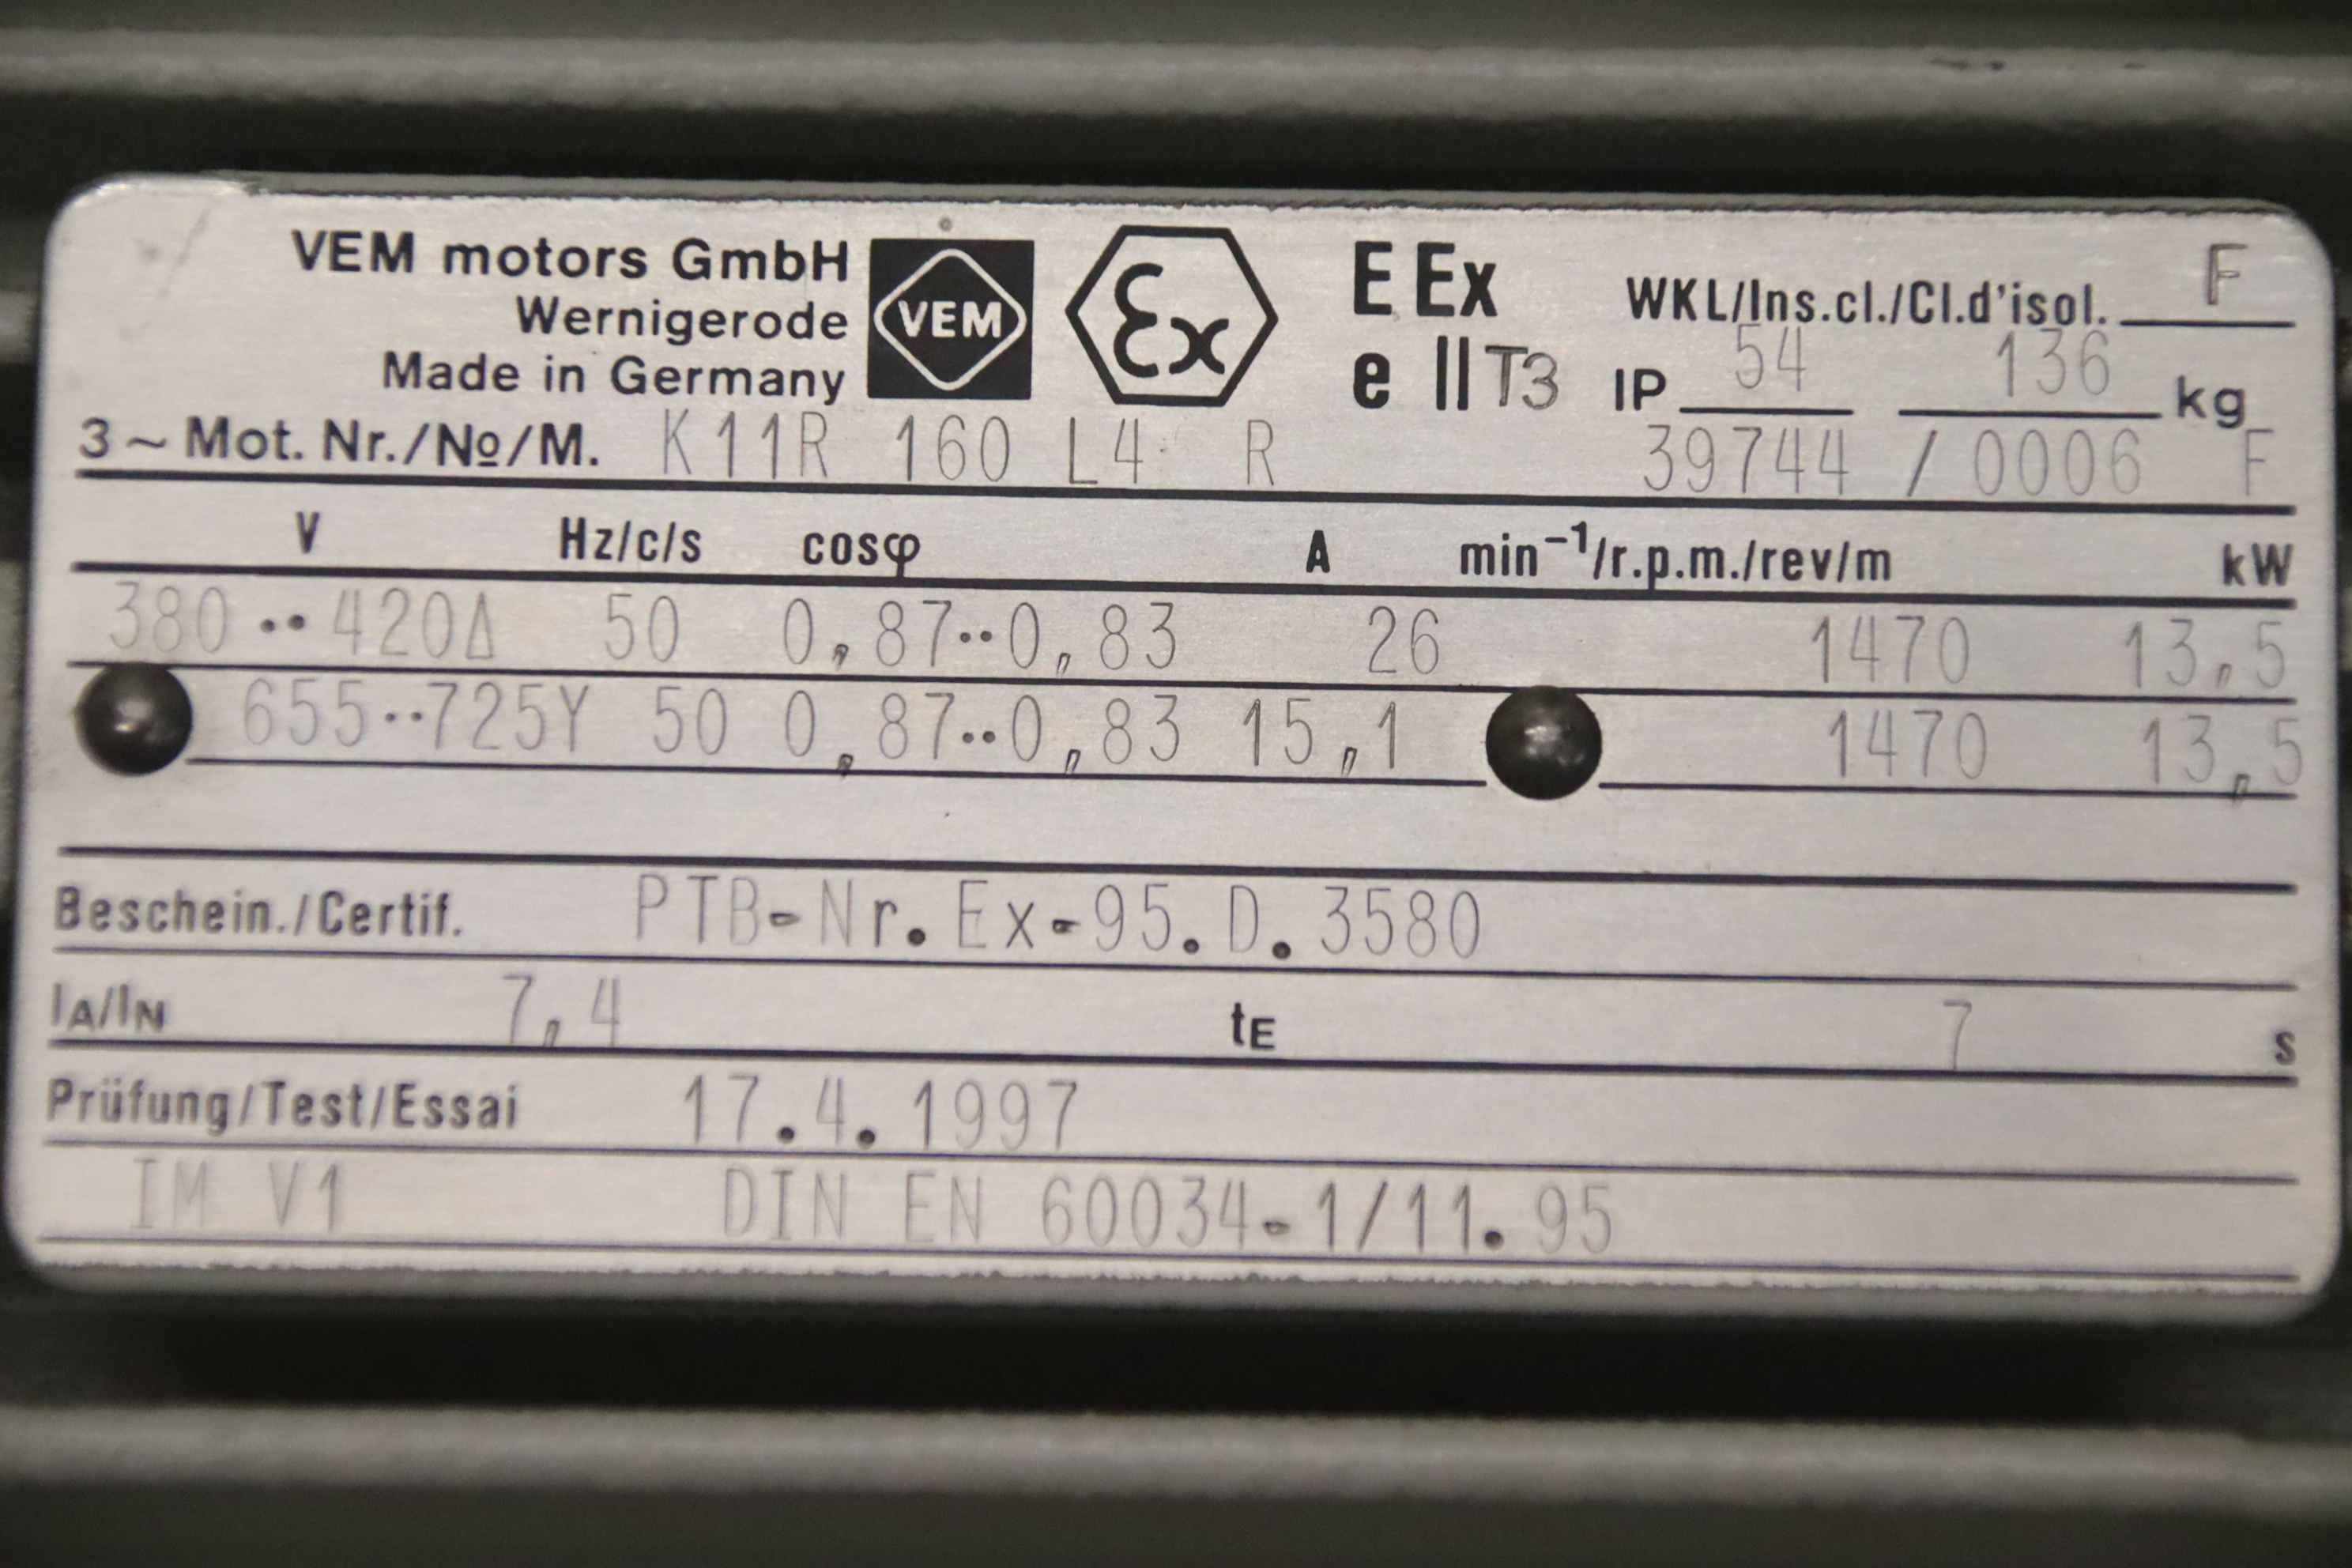 VEM motors GmbH
Wernigerode
Made in Germany
VEM
Ex
EEx
e II T3
WKL/Ins.cl./Cl.d'isol. F
IP 54 136 kg
3~Mot. Nr./№/M. K11R 160 L4 R 39744 / 0006 F
V Hz/c/s cosφ A min⁻¹/r.p.m./rev/m kW
380..420Δ 50 0,87..0,83 26 1470 13,5
655..725Y 50 0,87..0,83 15,1 1470 13,5
Beschein./Certif. PTB-Nr.Ex-95.D.3580
IA/IN 7,4 tE 7 s
Prüfung/Test/Essai 17.4.1997
IM V1 DIN EN 60034-1/11.95